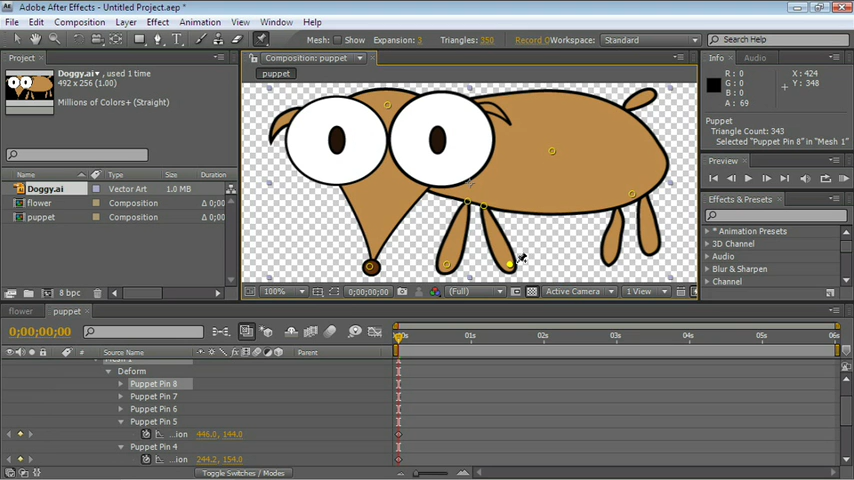 Adobe After Effects - Untitled Project.aep *
File Edit Composition Layer Effect Animation View Window Help
Mesh: Show Expansion: 3 Triangles: 350 Record O Workspace: Standard Search Help
Project
Composition: puppet
Info Audio
puppet
Doggy.ai , used 1 time
492 x 256 (1.00)
Millions of Colors+ (Straight)
R: 0
G: 0
B: 0
A: 69
X: 424
Y: 348
Puppet
Triangle Count: 343
Selected "Puppet Pin 8" in "Mesh 1"
Preview
Name Type Size D
Doggy.ai Vector Art 1.0 MB
flower Composition Δ 0;00
puppet Composition Δ 0;00
Effects & Presets
* Animation Presets
3D Channel
Audio
Blur & Sharpen
Channel
8 bpc
100% 0;00;00;00 (Full) Active Camera 1 View
flower puppet
0;00;00;00
01s 02s 03s 04s 05s 06s
# Source Name Parent
Mesh 1
Deform
Puppet Pin 8
Puppet Pin 7
Puppet Pin 6
Puppet Pin 5
...ion 446.0, 144.0
Puppet Pin 4
...ion 244.2, 154.0
Toggle Switches / Modes